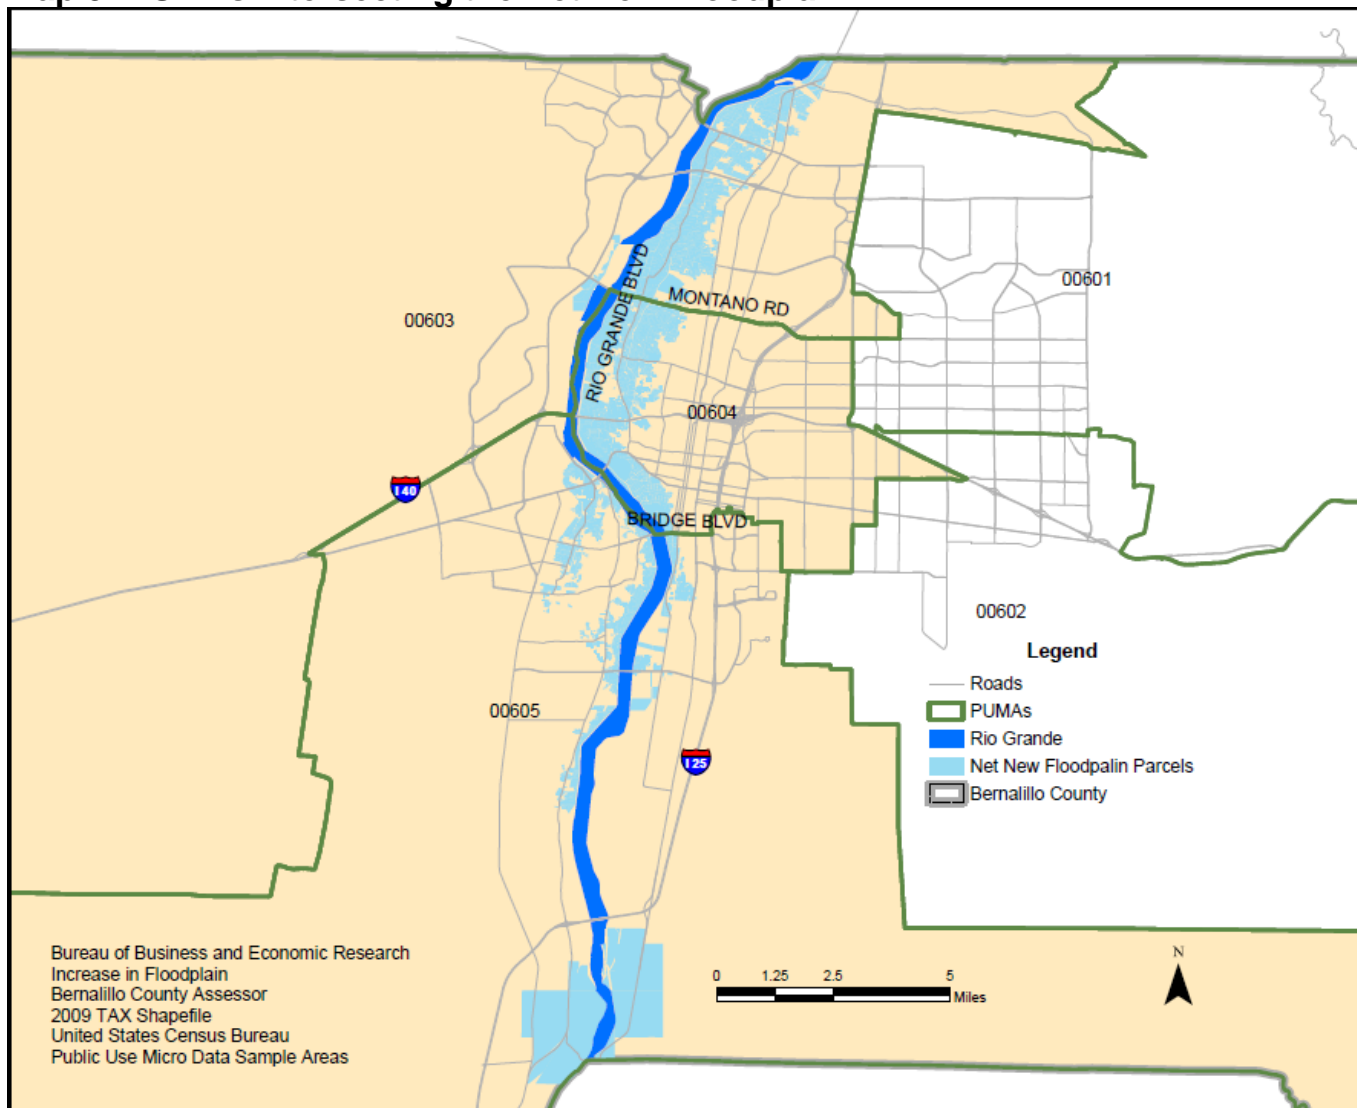 MONTANO RD
RIO GRANDE BLVD
00601
00603
00604
I 40
BRIDGE BLVD
00602
00605
I 25
Legend
Roads
PUMAs
Rio Grande
Net New Floodpalin Parcels
Bernalillo County
Bureau of Business and Economic Research
Increase in Floodplain
Bernalillo County Assessor
2009 TAX Shapefile
United States Census Bureau
Public Use Micro Data Sample Areas
0 1.25 2.5 5
Miles
N